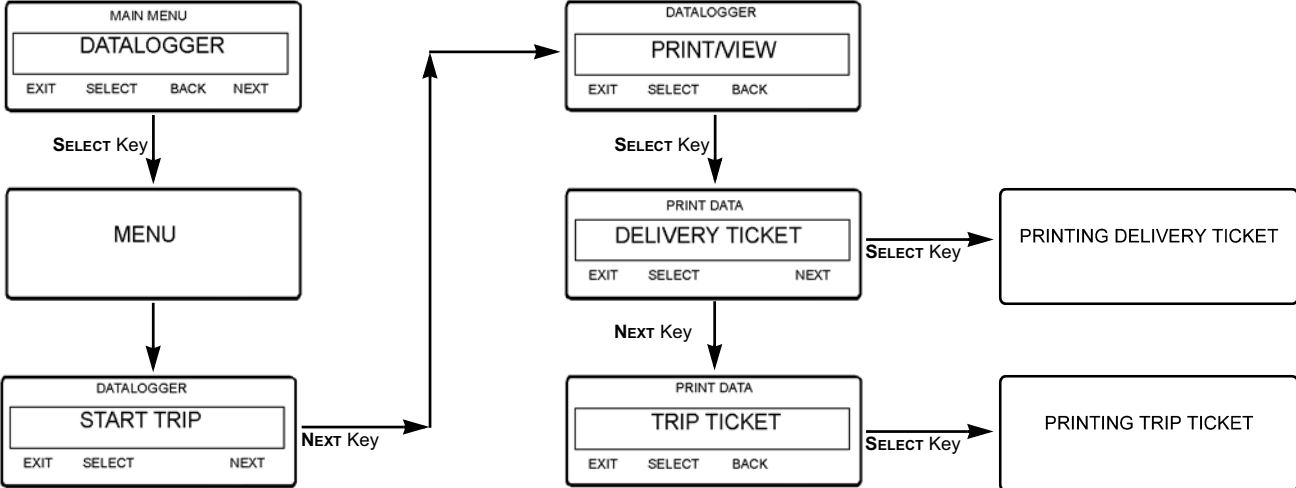 MAIN MENU
DATALOGGER
EXIT SELECT BACK NEXT
SELECT Key
MENU
DATALOGGER
START TRIP
EXIT SELECT NEXT
NEXT Key
DATALOGGER
PRINT/VIEW
EXIT SELECT BACK
SELECT Key
PRINT DATA
DELIVERY TICKET
EXIT SELECT NEXT
SELECT Key
PRINTING DELIVERY TICKET
NEXT Key
PRINT DATA
TRIP TICKET
EXIT SELECT BACK
SELECT Key
PRINTING TRIP TICKET